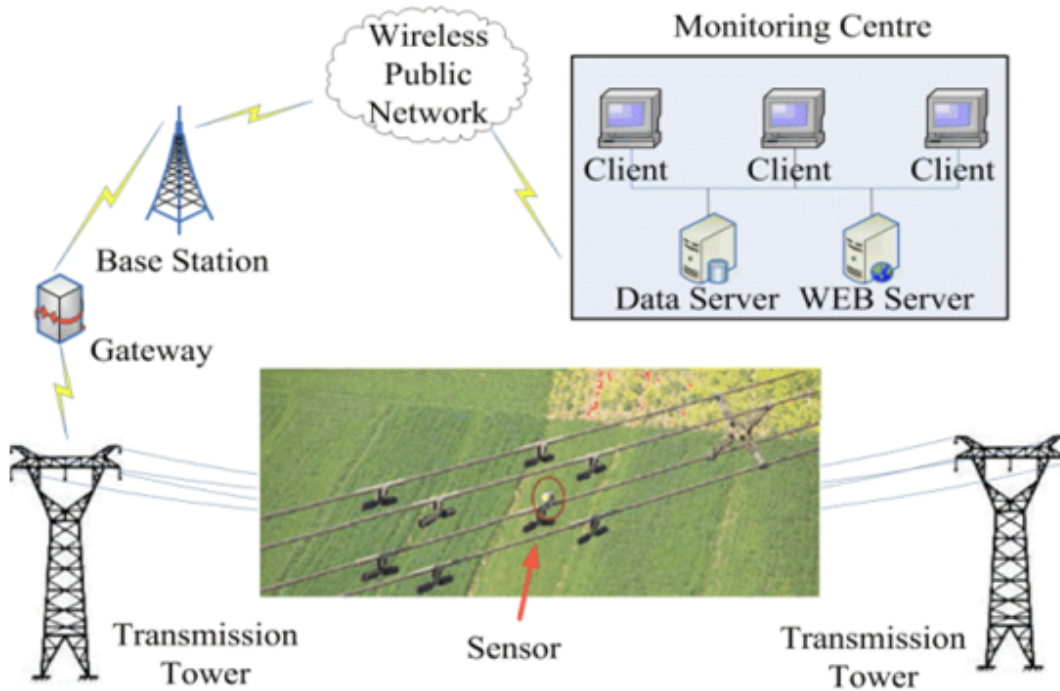 Wireless
Public
Network
Monitoring Centre
Client
Client
Client
Base Station
Data Server
WEB Server
Gateway
Transmission
Tower
Sensor
Transmission
Tower